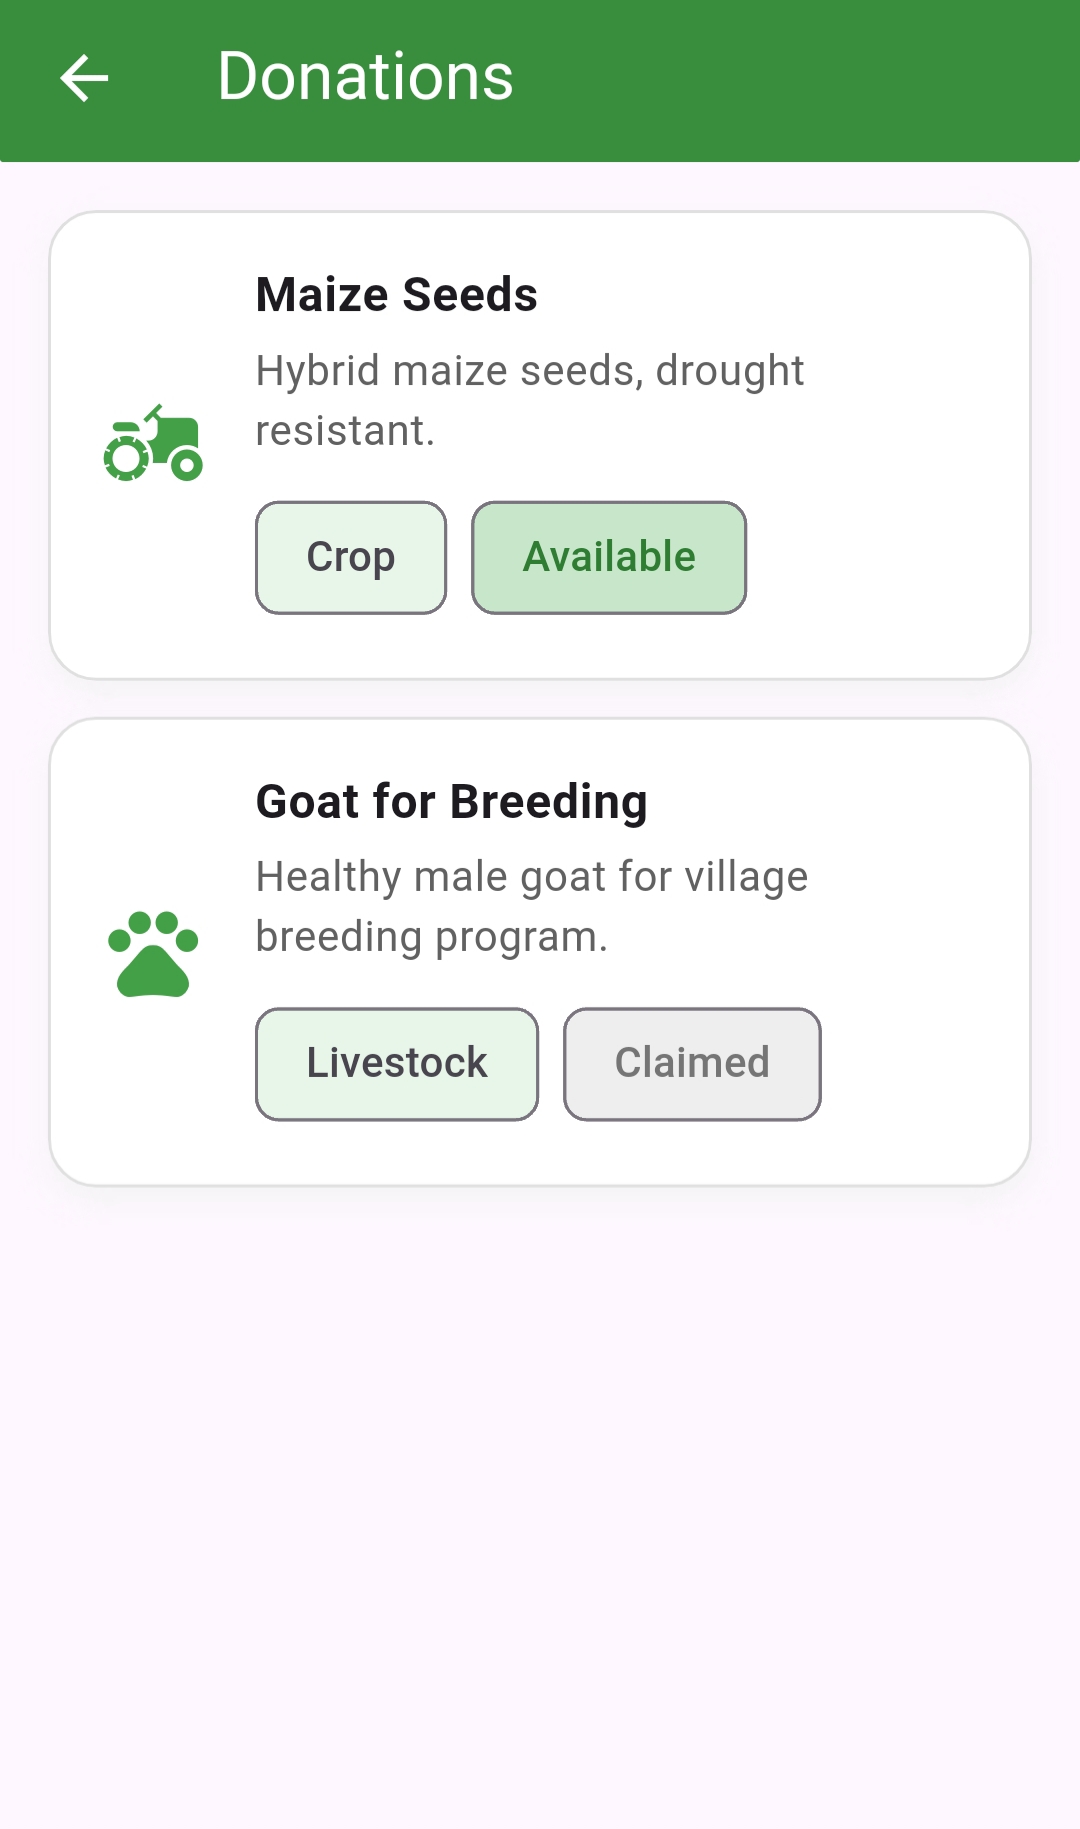 Donations
Maize Seeds
Hybrid maize seeds, drought
resistant.
Crop
Available
Goat for Breeding
Healthy male goat for village
breeding program.
Livestock
Claimed